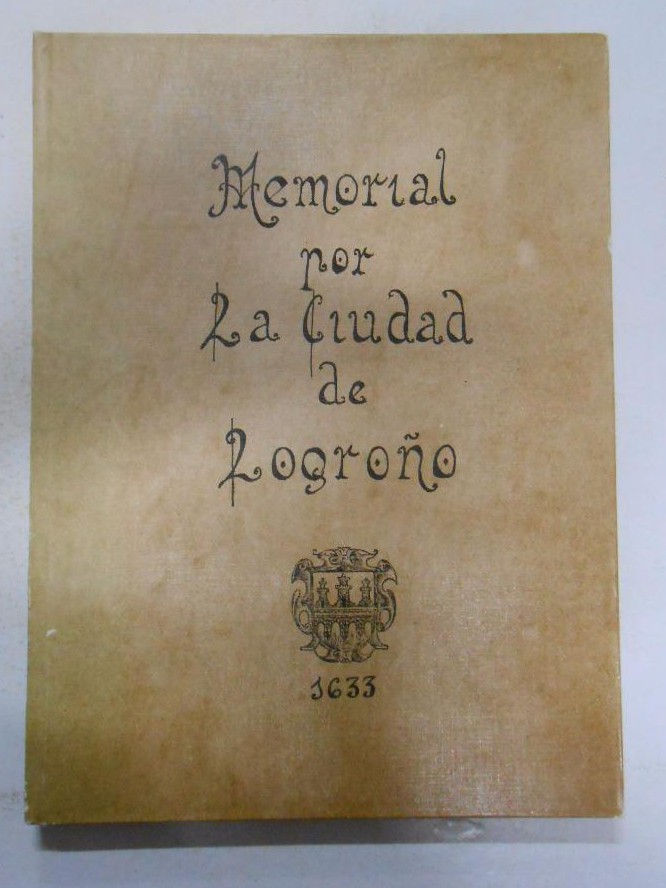 Memorial
por
La Ciudad
de
Logroño
1633